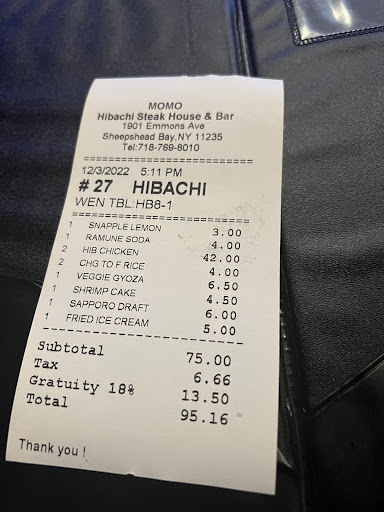 MOMO
Hibachi Steak House & Bar
1901 Emmons Ave
Sheepshead Bay,NY 11235
Tel:718-769-8010
12/3/2022 5:11 PM
# 27 HIBACHI
WEN TBL:HB8-1
1 SNAPPLE LEMON 3.00
1 RAMUNE SODA 4.00
2 HIB CHICKEN 42.00
2 CHG TO F RICE 4.00
1 VEGGIE GYOZA 6.50
1 SHRIMP CAKE 4.50
1 SAPPORO DRAFT 6.00
1 FRIED ICE CREAM 5.00
Subtotal 75.00
Tax 6.66
Gratuity 18% 13.50
Total 95.16
Thank you !